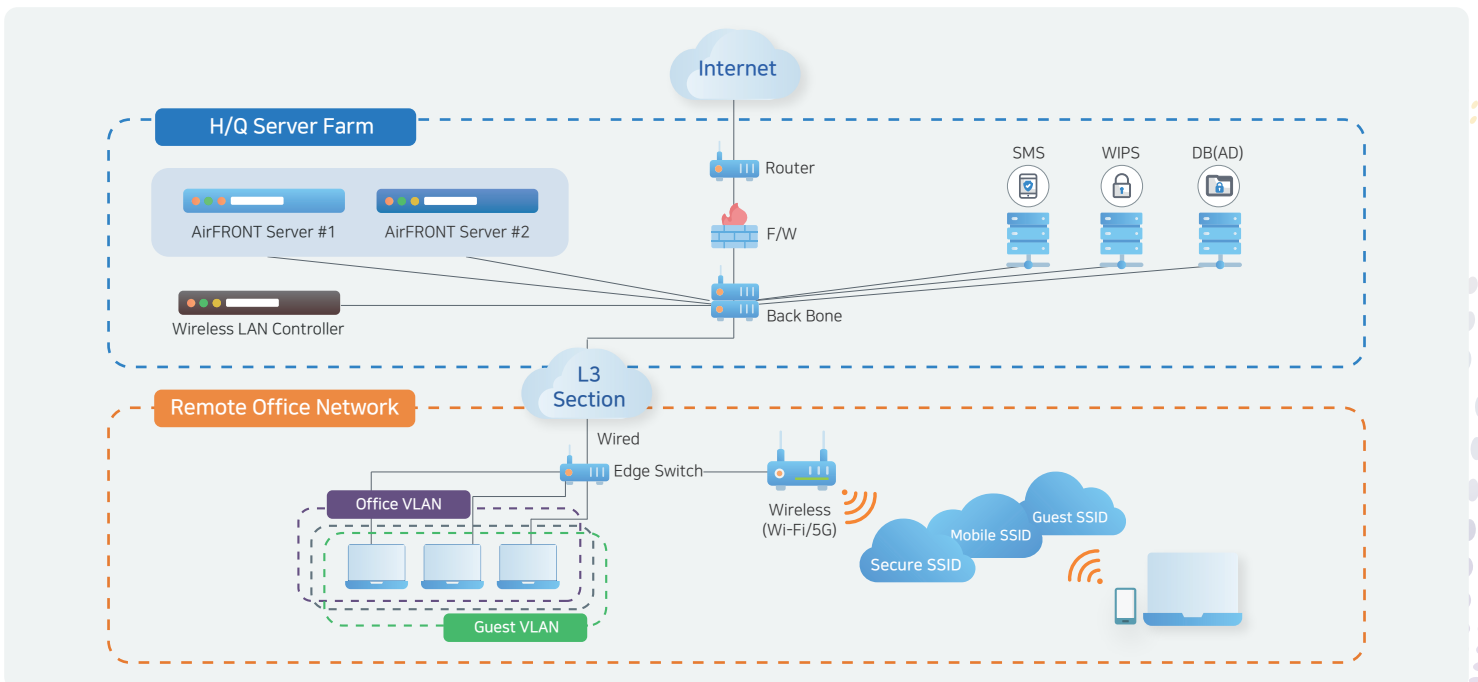 Internet
H/Q Server Farm
Router
SMS
WIPS
DB(AD)
AirFRONT Server #1
AirFRONT Server #2
F/W
Back Bone
Wireless LAN Controller
L3
Section
Remote Office Network
Wired
Edge Switch
Office VLAN
Wireless
(Wi-Fi/5G)
Guest SSID
Mobile SSID
Secure SSID
Guest VLAN